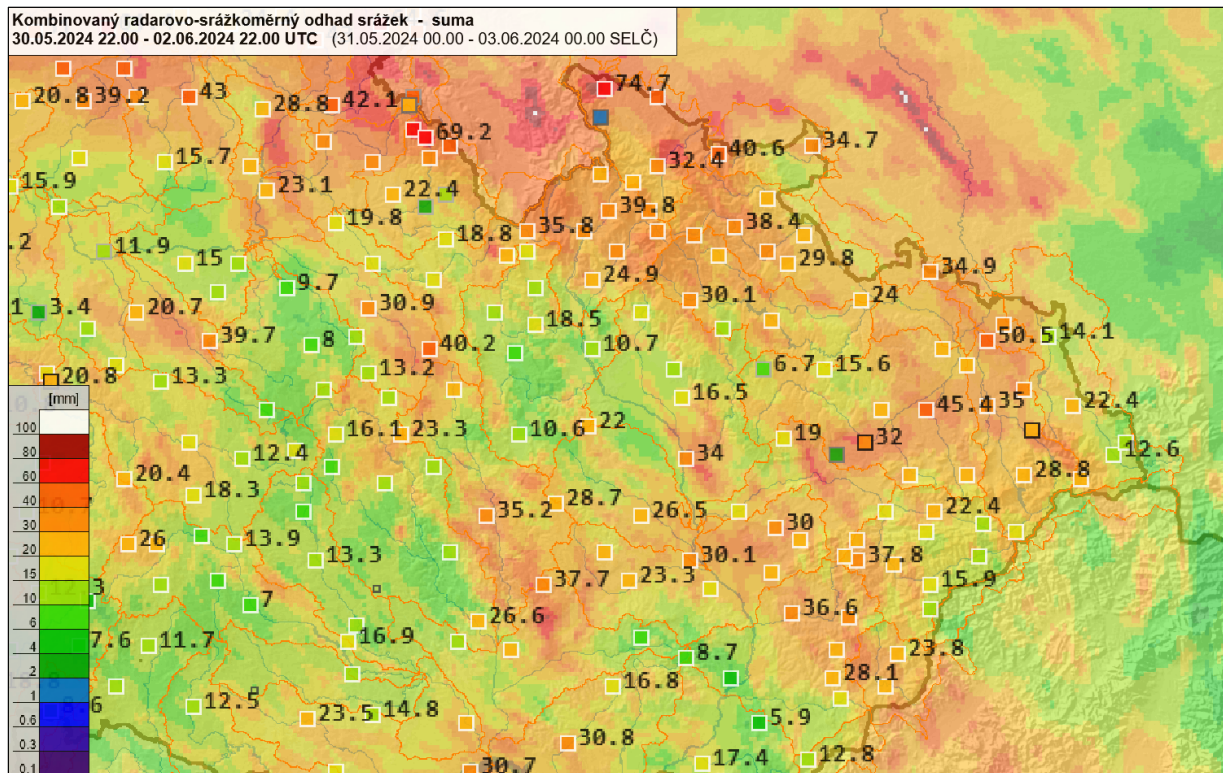 Kombinovaný radarovo-srážkoměrný odhad srážek - suma
30.05.2024 22.00 - 02.06.2024 22.00 UTC (31.05.2024 00.00 - 03.06.2024 00.00 SELČ)
74.7
20.8 39.2 43 28.8 42.1
69.2
40.6 34.7
15.7 32.4
15.9 23.1 22.4
19.8 39.8
.2 11.9 18.8 35.8 38.4
15 29.8
9.7 24.9 34.9
1 3.4 20.7 30.9 30.1 24
39.7 8 18.5 50.5 14.1
40.2 10.7
20.8 13.3 13.2 6.7 15.6
[mm]
16.5 45.4 35 22.4
100
16.1 23.3 10.6 22 19 32
80
12.4 34 12.6
60
20.4 28.8
40
18.3 28.7
30
35.2 26.5 30 22.4
20
26 13.9 13.3 30.1 37.8
15
37.7 23.3 15.9
10
12.3 7 26.6 36.6
6
7.6 11.7 16.9 8.7 23.8
4
2
16.8 28.1
1
8.6 12.5 23.5 14.8 5.9
0.6
30.8
0.3
17.4 12.8
0.1
30.7